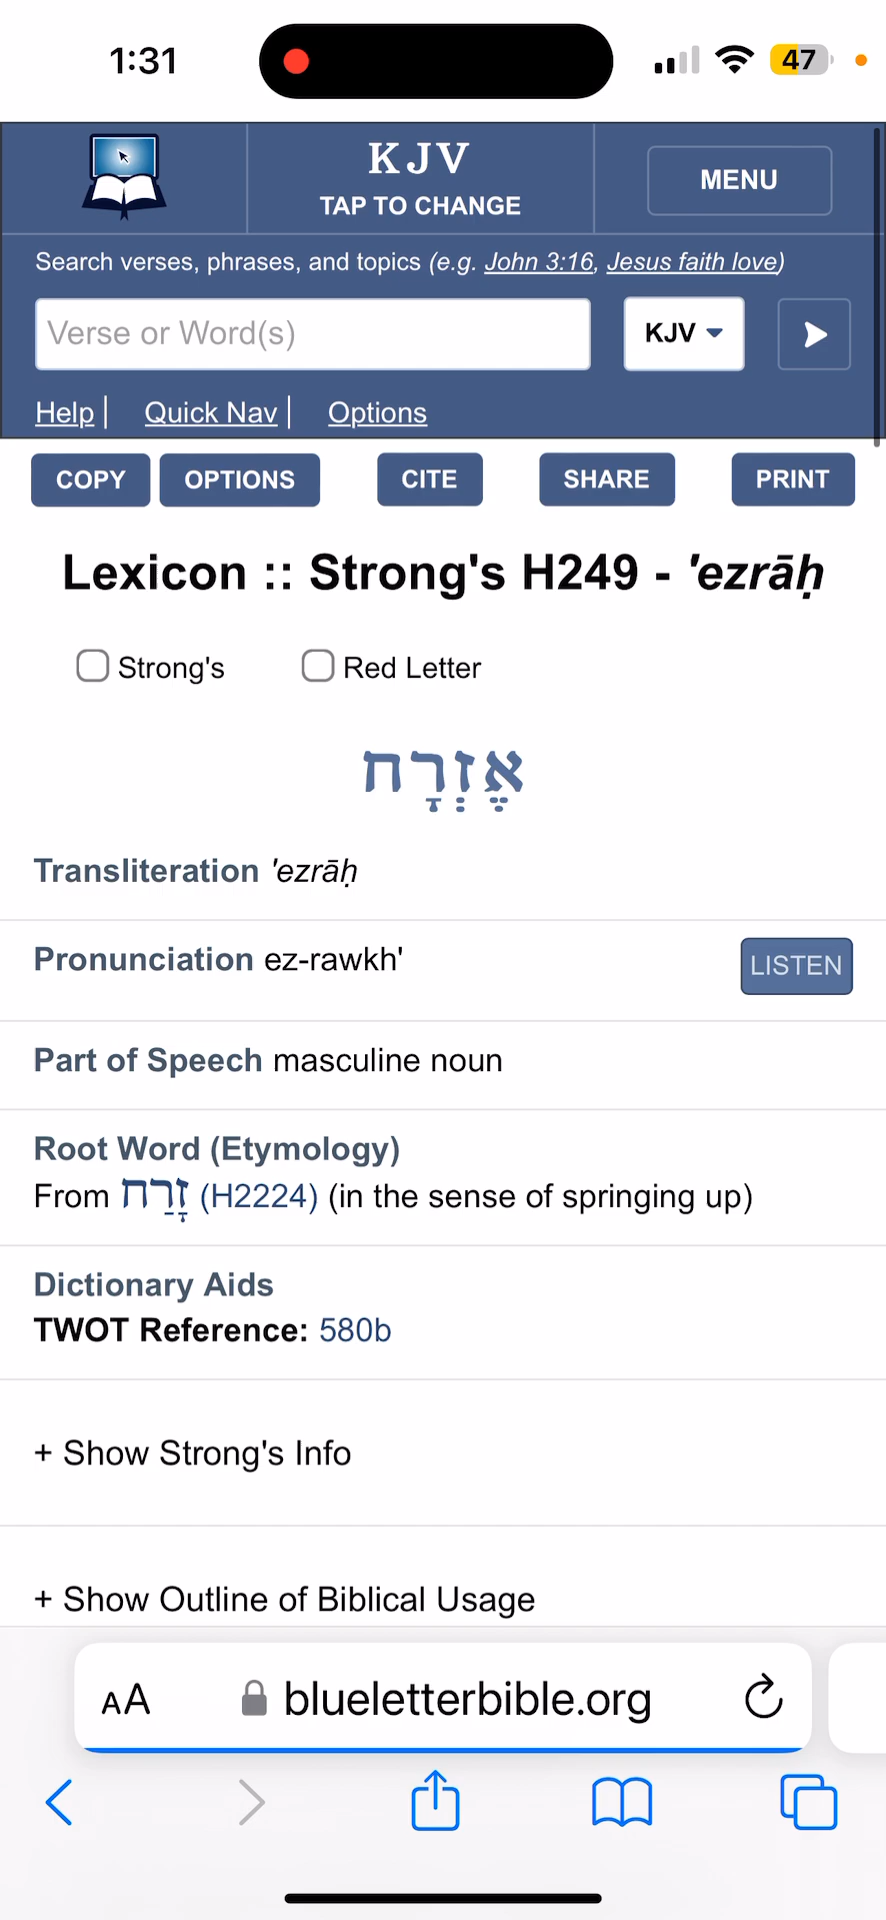 1:31
47
KJV
TAP TO CHANGE
MENU
Search verses, phrases, and topics (e.g. John 3:16, Jesus faith love)
Verse or Word(s)
KJV
Help | Quick Nav | Options
COPY OPTIONS CITE SHARE PRINT
Lexicon :: Strong's H249 - 'ezrāḥ
Strong's Red Letter
אֶזְרָח
Transliteration 'ezrāḥ
Pronunciation ez-rawkh'
LISTEN
Part of Speech masculine noun
Root Word (Etymology)
From זָרַח (H2224) (in the sense of springing up)
Dictionary Aids
TWOT Reference: 580b
+ Show Strong's Info
+ Show Outline of Biblical Usage
AA blueletterbible.org